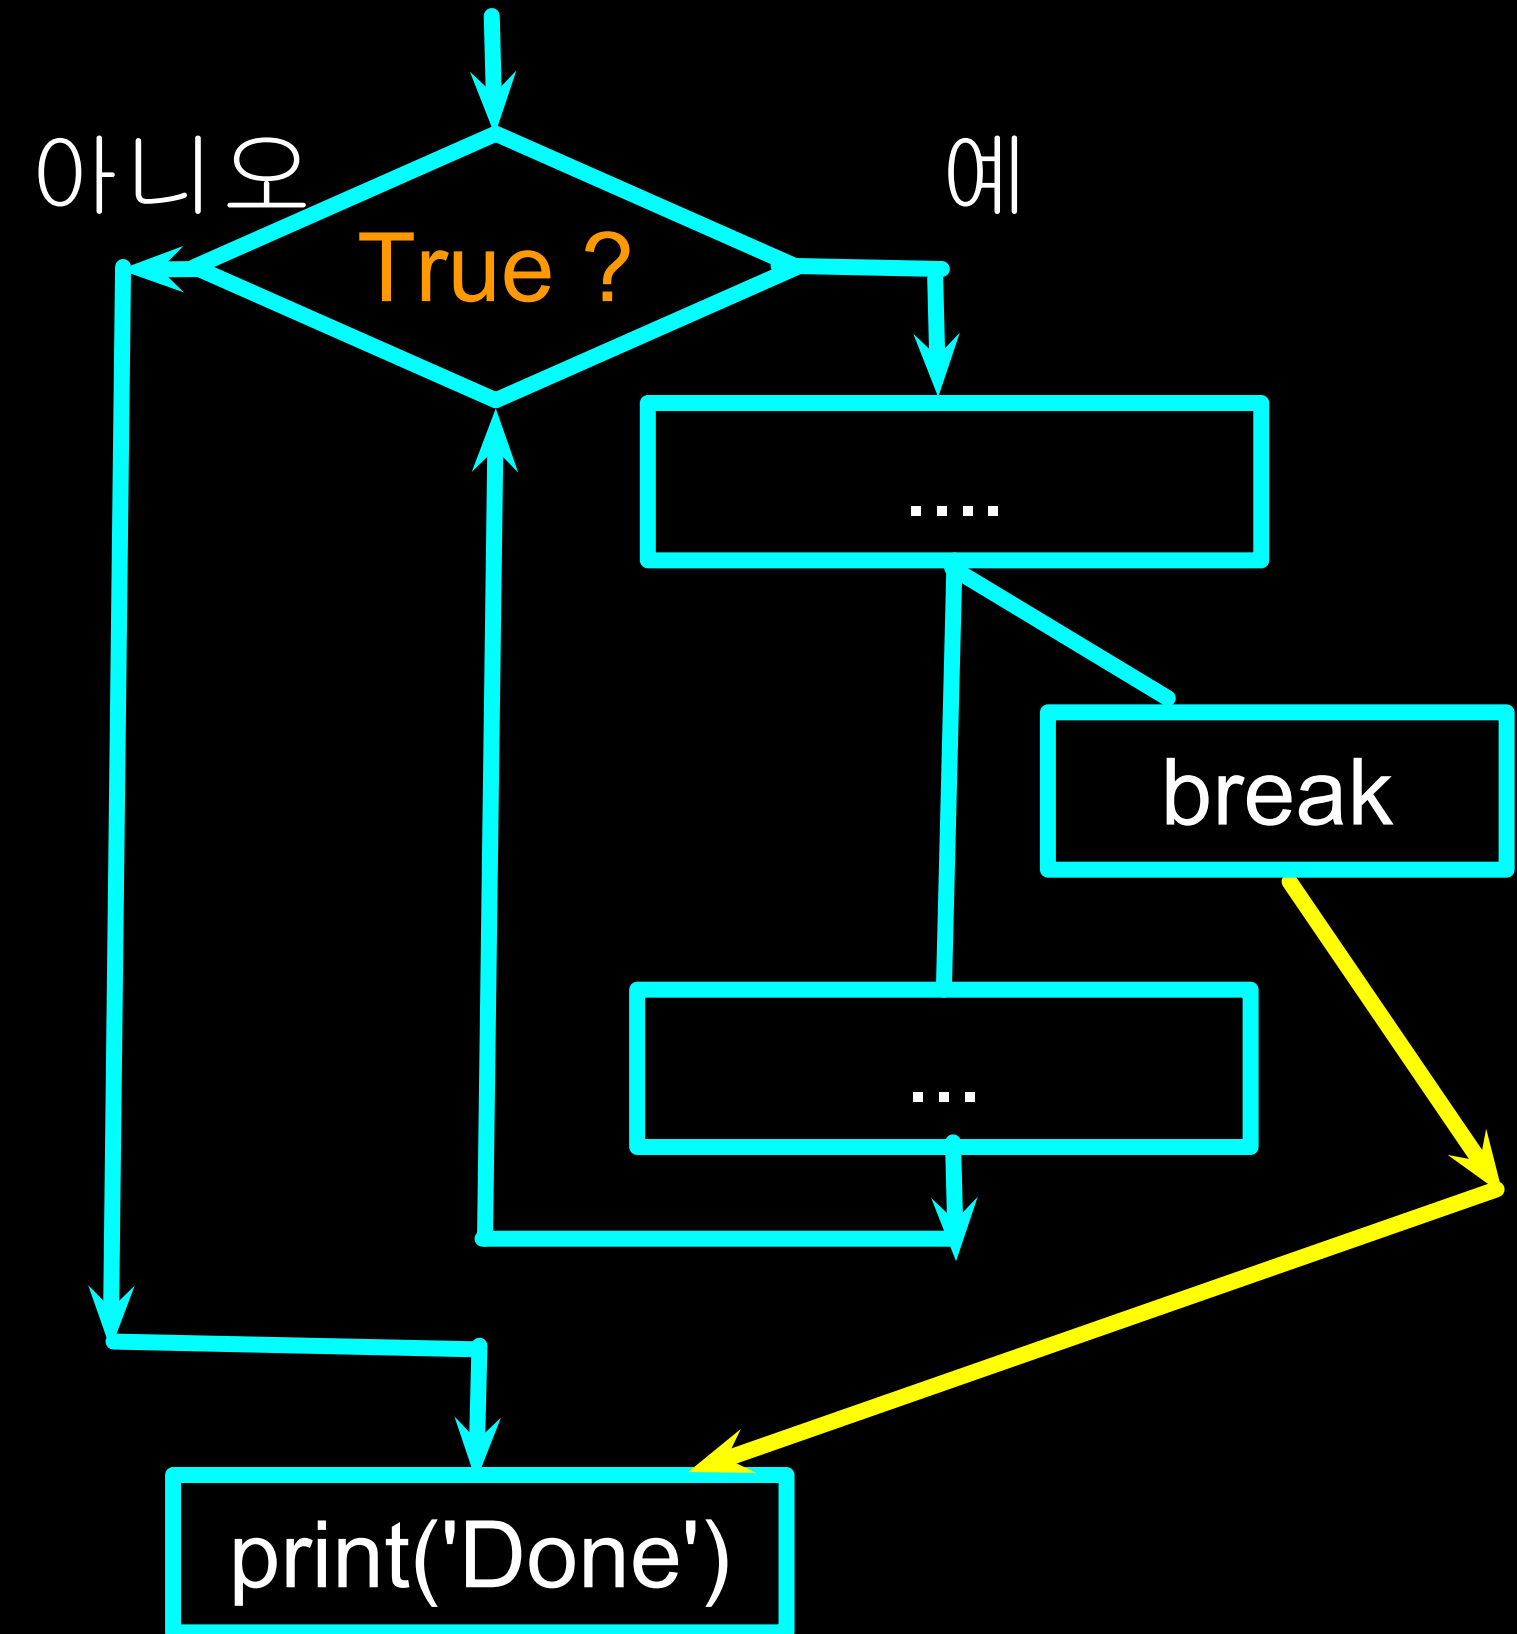 아니오
예
True ?
....
break
...
print('Done')